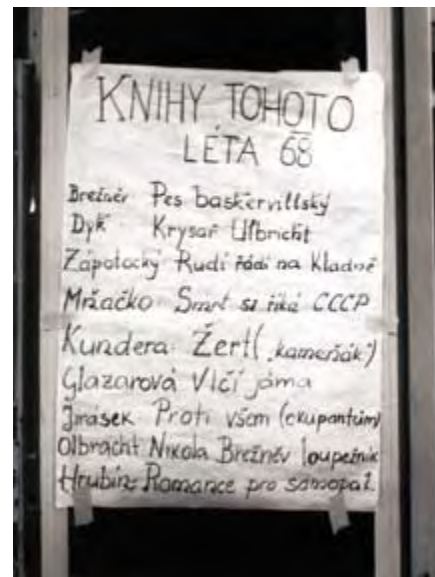 KNIHY TOHOTO
LÉTA 68
Brežněv Pes baskervillský
Dyk Krysař Ulbricht
Zápotocký Rudí řádí na Kladně
Mňačko Smrt si říká CCCP
Kundera Žert („kameňák")
Glazarová Vlčí jáma
Jirásek Proti všem (okupantům)
Olbracht Nikola Brežněv loupežník
Hrubín: Romance pro samopal